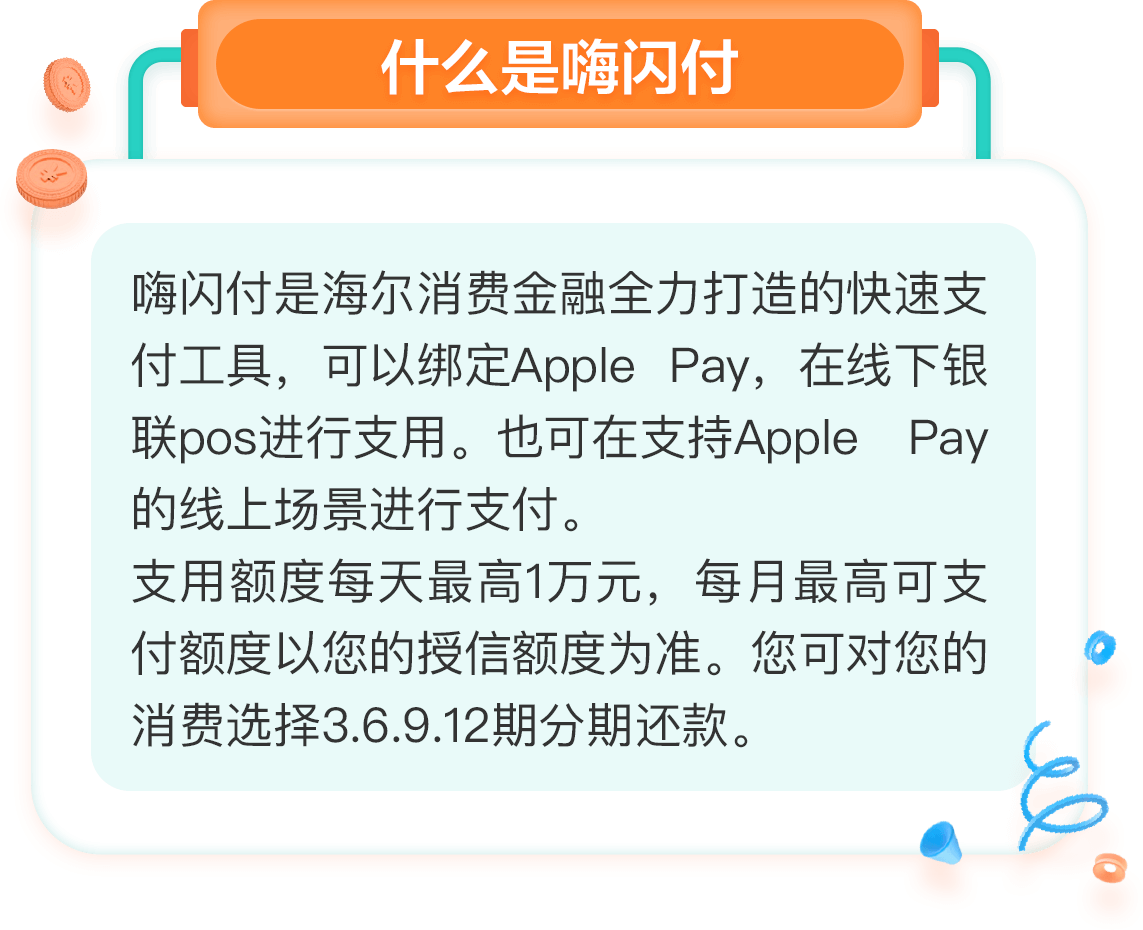 什么是嗨闪付
嗨闪付是海尔消费金融全力打造的快速支
付工具，可以绑定Apple Pay，在线下银
联pos进行支用。也可在支持Apple Pay
的线上场景进行支付。
支用额度每天最高1万元，每月最高可支
付额度以您的授信额度为准。您可对您的
消费选择3.6.9.12期分期还款。